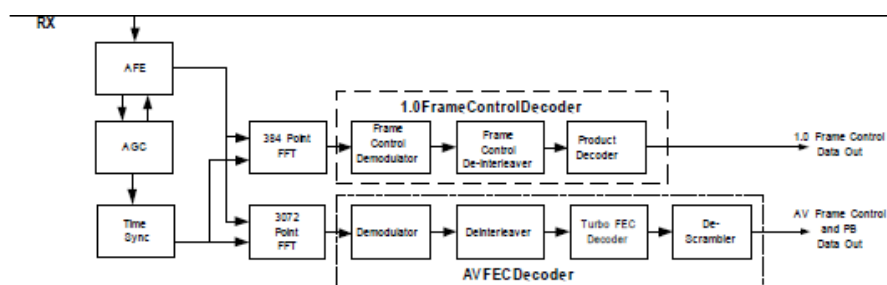 RX
AFE
AGC
Time
Sync
384 Point
FFT
3072
Point
FFT
1.0FrameControlDecoder
Frame
Control
Demodulator
Frame
Control
De-Interleaver
Product
Decoder
1.0 Frame Control
Data Out
Demodulator
DeInterleaver
Turbo FEC
Decoder
De-
Scrambler
AV Frame Control
and PB
Data Out
AVFECDecoder